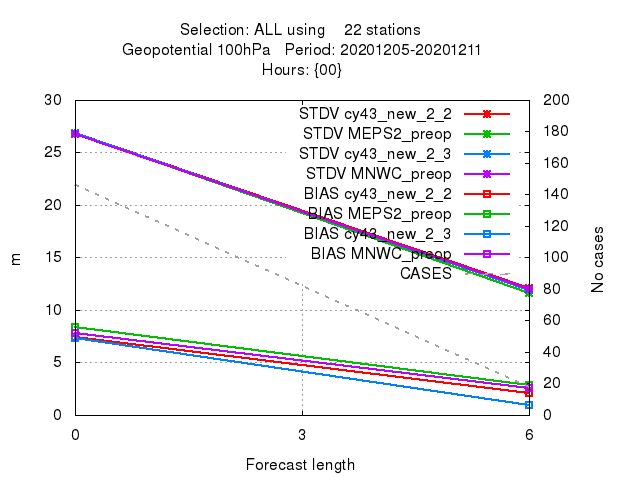 Selection: ALL using 22 stations
Geopotential 100hPa Period: 20201205-20201211
Hours: {00}
30
25
20
15
10
5
0
m
200
180
160
140
120
100
80
60
40
20
0
No cases
STDV cy43_new_2_2
STDV MEPS2_preop
STDV cy43_new_2_3
STDV MNWC_preop
BIAS cy43_new_2_2
BIAS MEPS2_preop
BIAS cy43_new_2_3
BIAS MNWC_preop
CASES
0 3 6
Forecast length